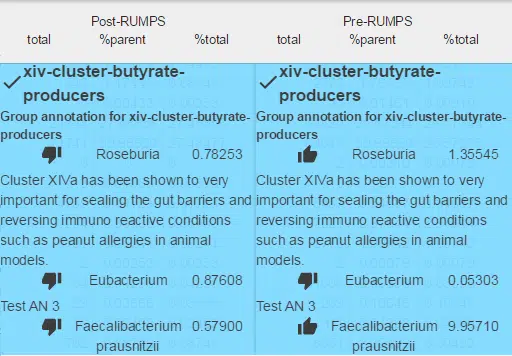 Post-RUMPS Pre-RUMPS
total %parent %total total %parent %total
xiv-cluster-butyrate-
producers
Group annotation for xiv-cluster-butyrate-
producers
Roseburia 0.78253
Cluster XIVa has been shown to very
important for sealing the gut barriers and
reversing immuno reactive conditions
such as peanut allergies in animal
models.
Eubacterium 0.87608
Test AN 3
Faecalibacterium 0.57900
prausnitzii
xiv-cluster-butyrate-
producers
Group annotation for xiv-cluster-butyrate-
producers
Roseburia 1.35545
Cluster XIVa has been shown to very
important for sealing the gut barriers and
reversing immuno reactive conditions
such as peanut allergies in animal
models.
Eubacterium 0.05303
Test AN 3
Faecalibacterium 9.95710
prausnitzii